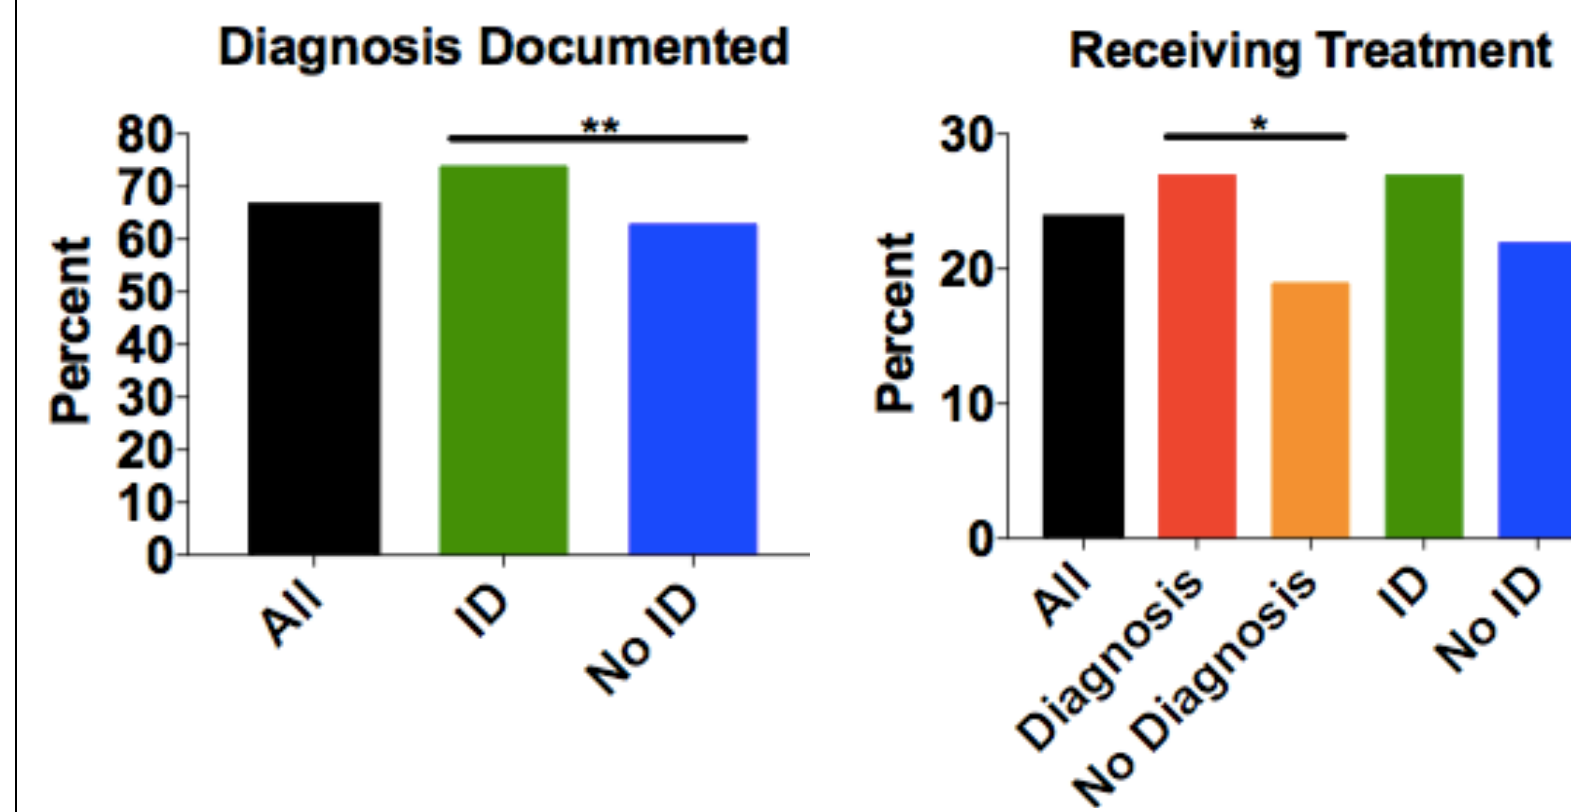 Diagnosis Documented
**
80
70
60
50
40
30
20
10
0
Percent
All
ID
No ID
Receiving Treatment
*
30
20
10
0
Percent
All
Diagnosis
No Diagnosis
ID
No ID